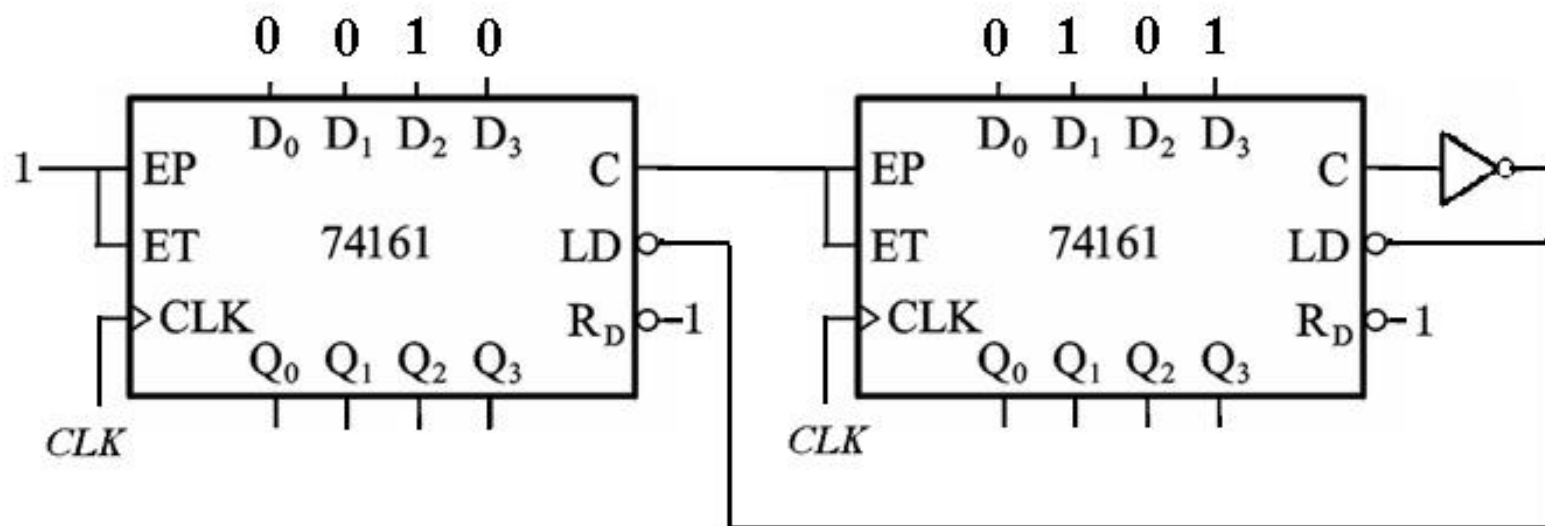 0 0 1 0
0 1 0 1
D₀ D₁ D₂ D₃
D₀ D₁ D₂ D₃
1 EP C
EP C
ET 74161 LD
ET 74161 LD
CLK R_D 1
CLK R_D 1
Q₀ Q₁ Q₂ Q₃
Q₀ Q₁ Q₂ Q₃
CLK
CLK